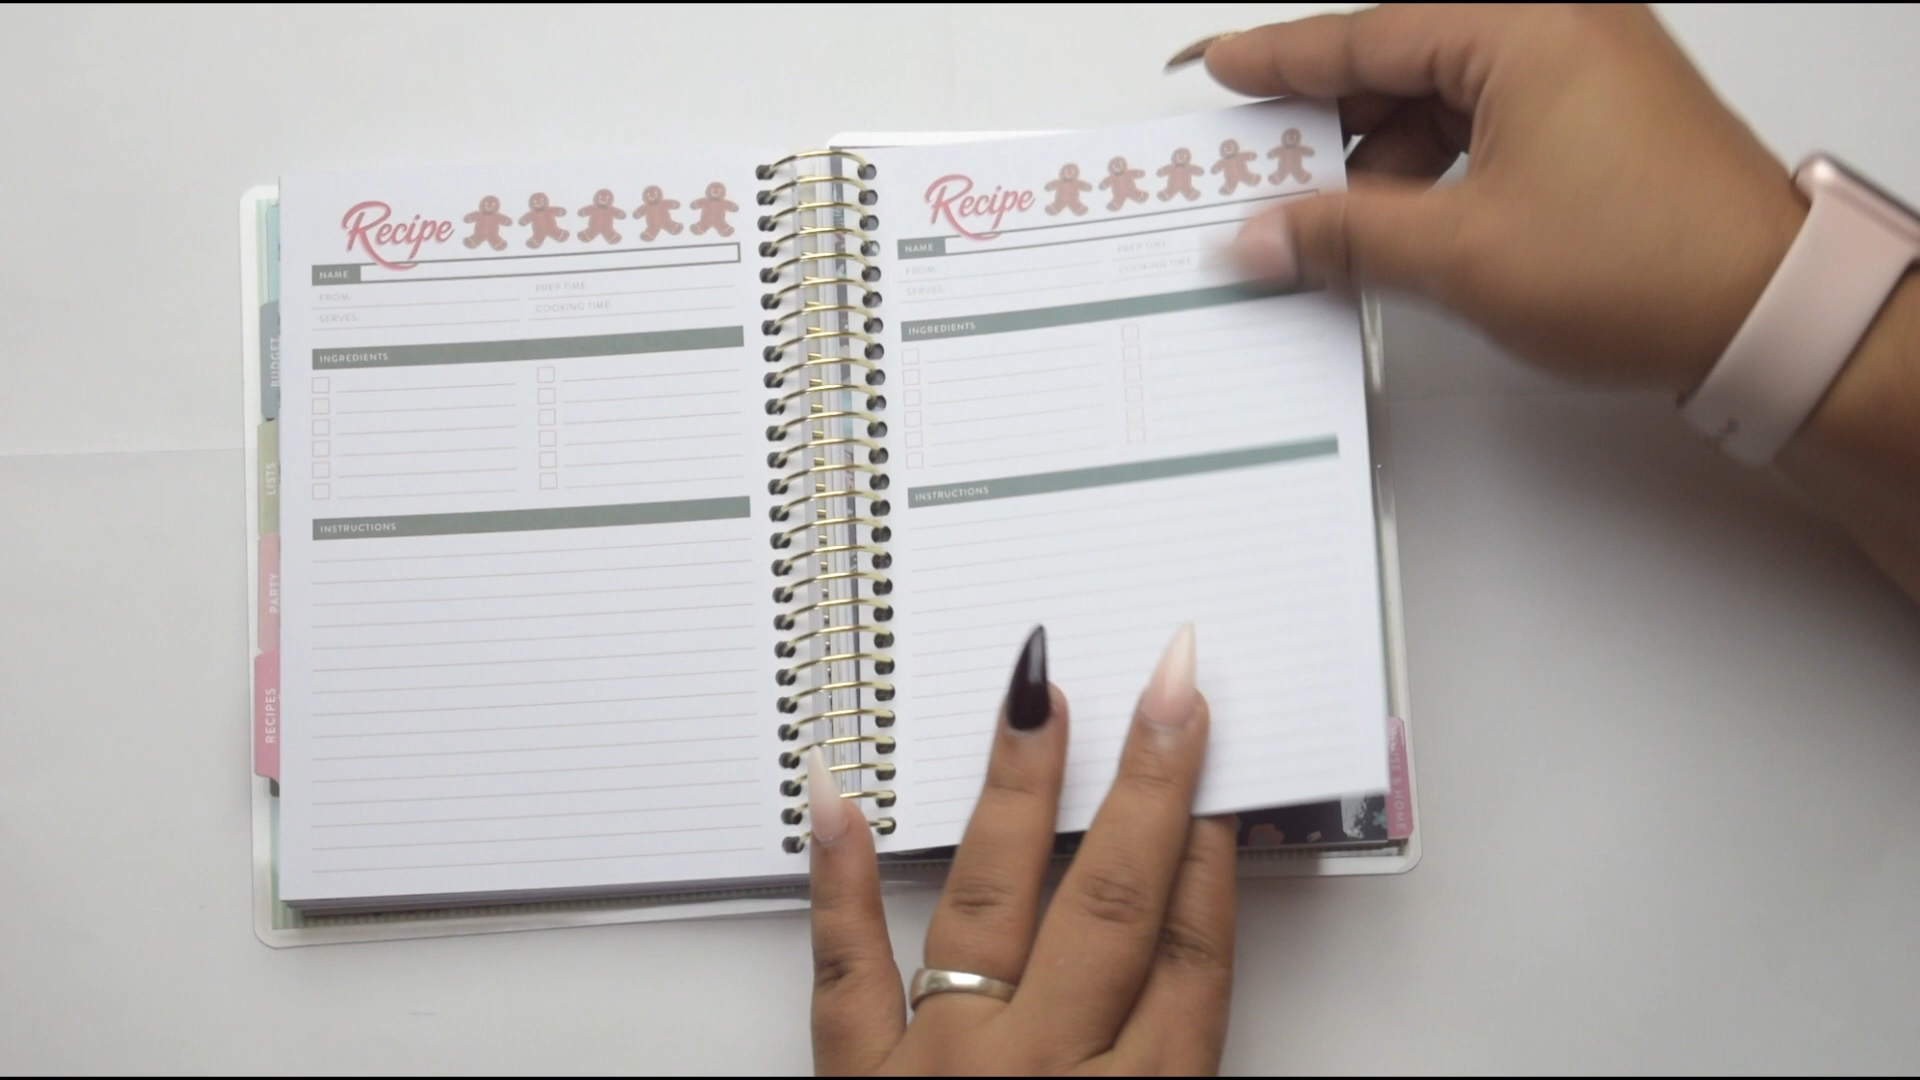 Recipe
NAME
FROM:
PREP TIME:
SERVES:
COOKING TIME:
INGREDIENTS
INSTRUCTIONS
Recipe
NAME
PREP TIME:
FROM:
COOKING TIME:
SERVES:
INGREDIENTS
INSTRUCTIONS
BUDGET
LISTS
PARTY
RECIPES
& HOME